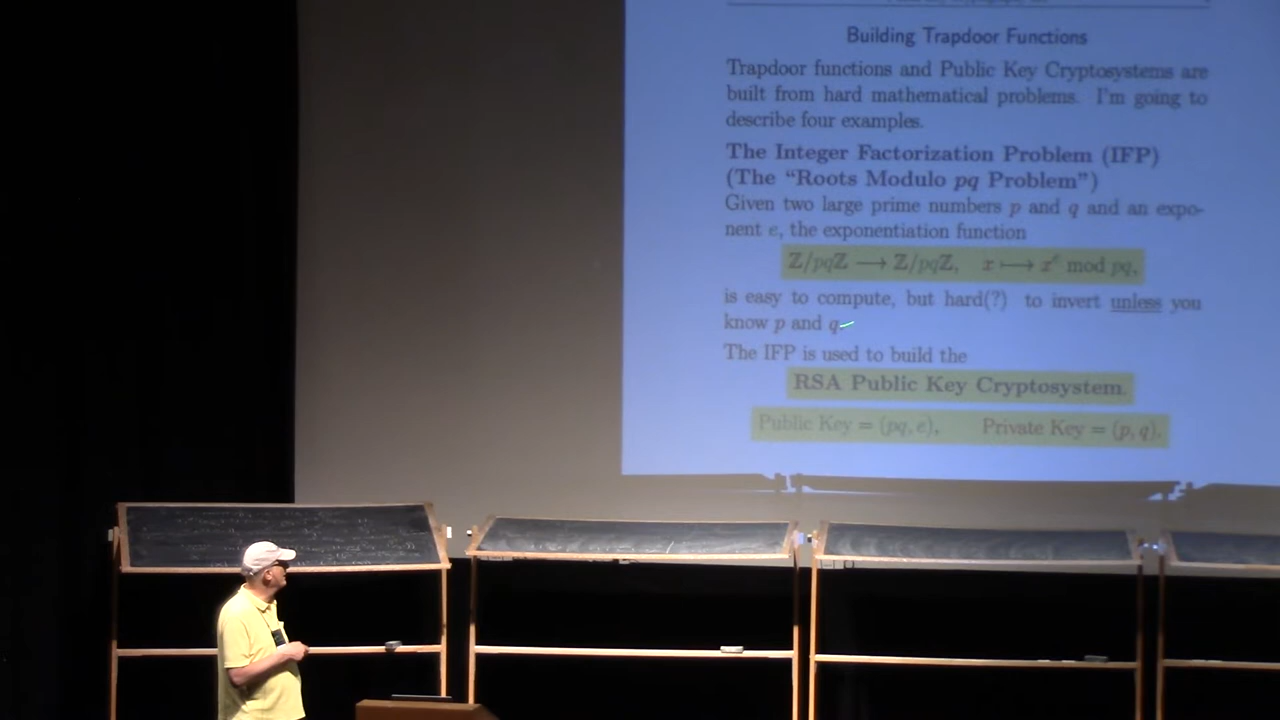 Building Trapdoor Functions
Trapdoor functions and Public Key Cryptosystems are
built from hard mathematical problems. I'm going to
describe four examples.
The Integer Factorization Problem (IFP)
(The “Roots Modulo pq Problem”)
Given two large prime numbers p and q and an expo-
nent e, the exponentiation function
ℤ/pqℤ ⟶ ℤ/pqℤ, x ⟼ xᵉ mod pq,
is easy to compute, but hard(?) to invert unless you
know p and q
The IFP is used to build the
RSA Public Key Cryptosystem.
Public Key = (pq, e), Private Key = (p, q).